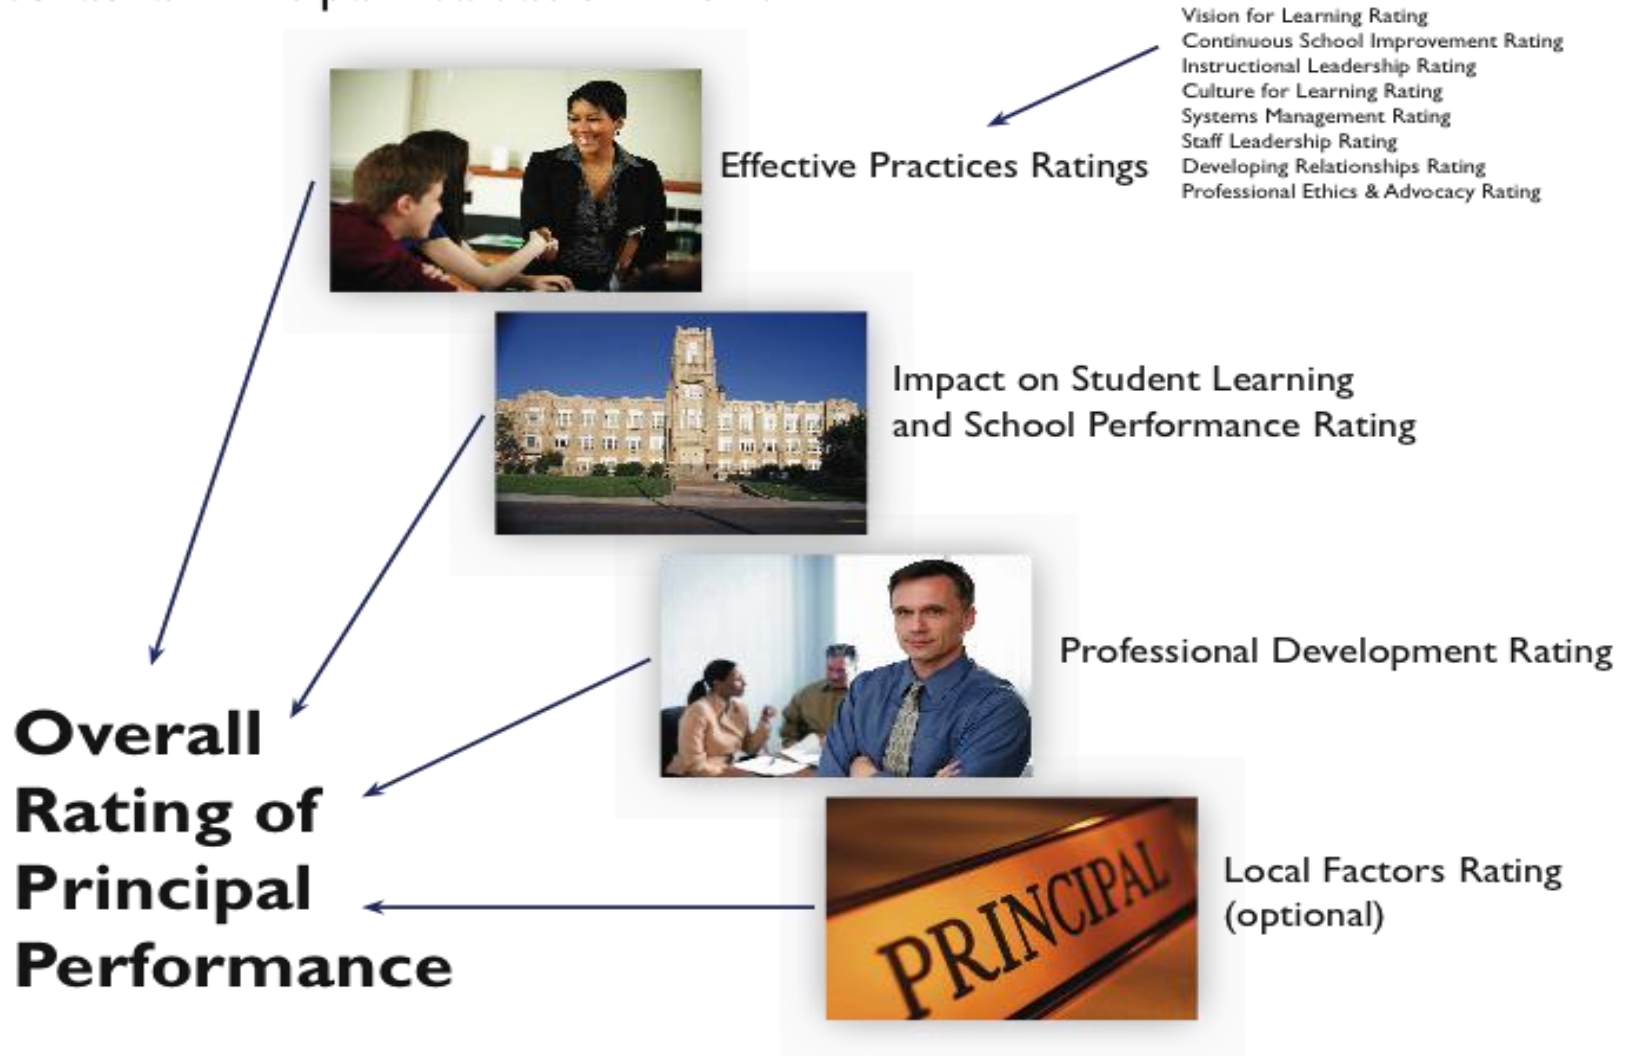 Vision for Learning Rating
Continuous School Improvement Rating
Instructional Leadership Rating
Culture for Learning Rating
Systems Management Rating
Staff Leadership Rating
Developing Relationships Rating
Professional Ethics & Advocacy Rating
Effective Practices Ratings
Impact on Student Learning
and School Performance Rating
Professional Development Rating
PRINCIPAL
Local Factors Rating
(optional)
Overall
Rating of
Principal
Performance